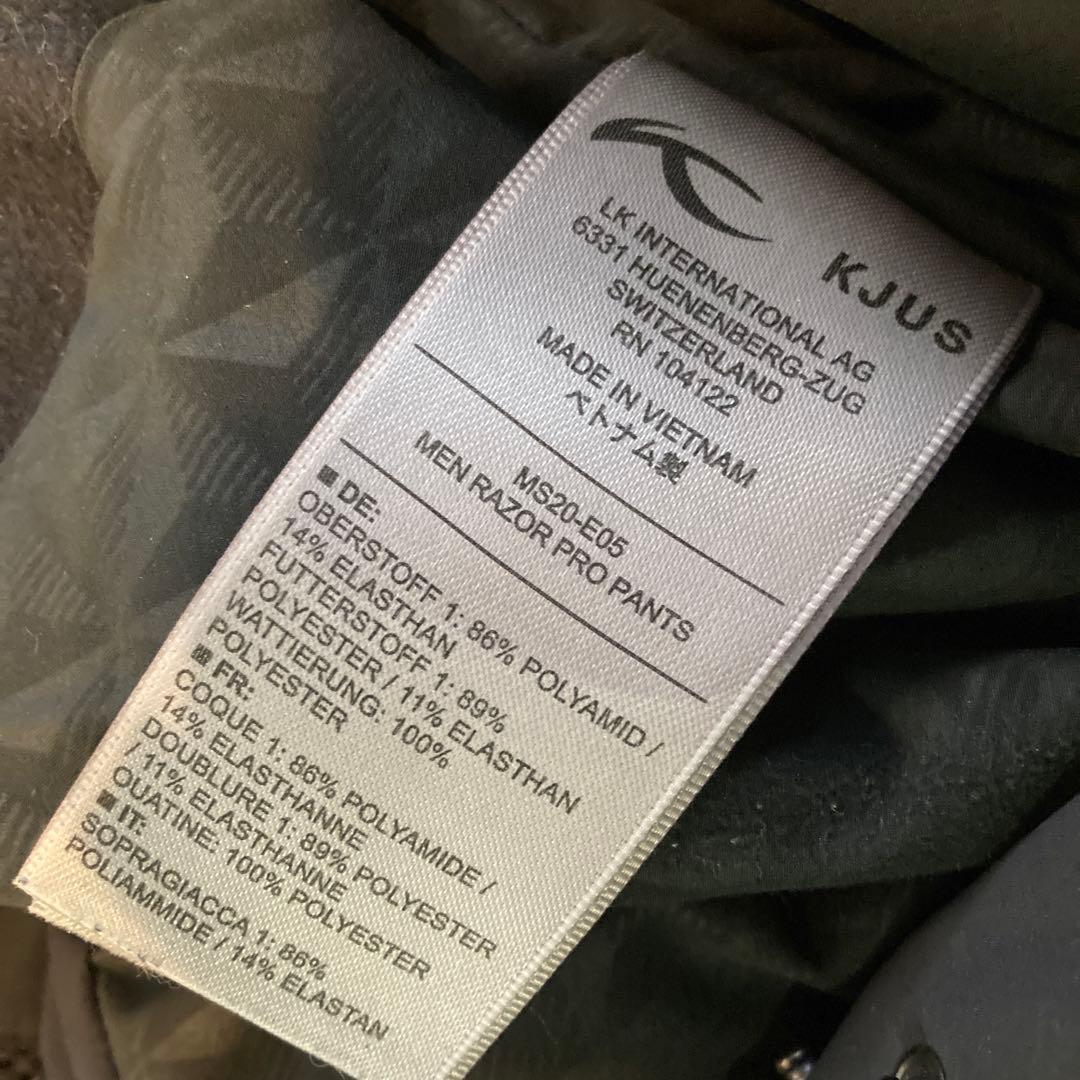 KJUS
LK INTERNATIONAL AG
6331 HUENENBERG-ZUG
SWITZERLAND
RN 104122
MADE IN VIETNAM
ベトナム製
MS20-E05
MEN RAZOR PRO PANTS
DE:
OBERSTOFF 1: 86% POLYAMID /
14% ELASTHAN
FUTTERSTOFF 1: 89%
POLYESTER / 11% ELASTHAN
WATTIERUNG: 100%
POLYESTER
FR:
COQUE 1: 86% POLYAMIDE /
14% ELASTHANNE
DOUBLURE 1: 89% POLYESTER
/ 11% ELASTHANNE
OUATINE: 100% POLYESTER
IT:
SOPRAGIACCA 1: 86%
POLIAMMIDE / 14% ELASTAN